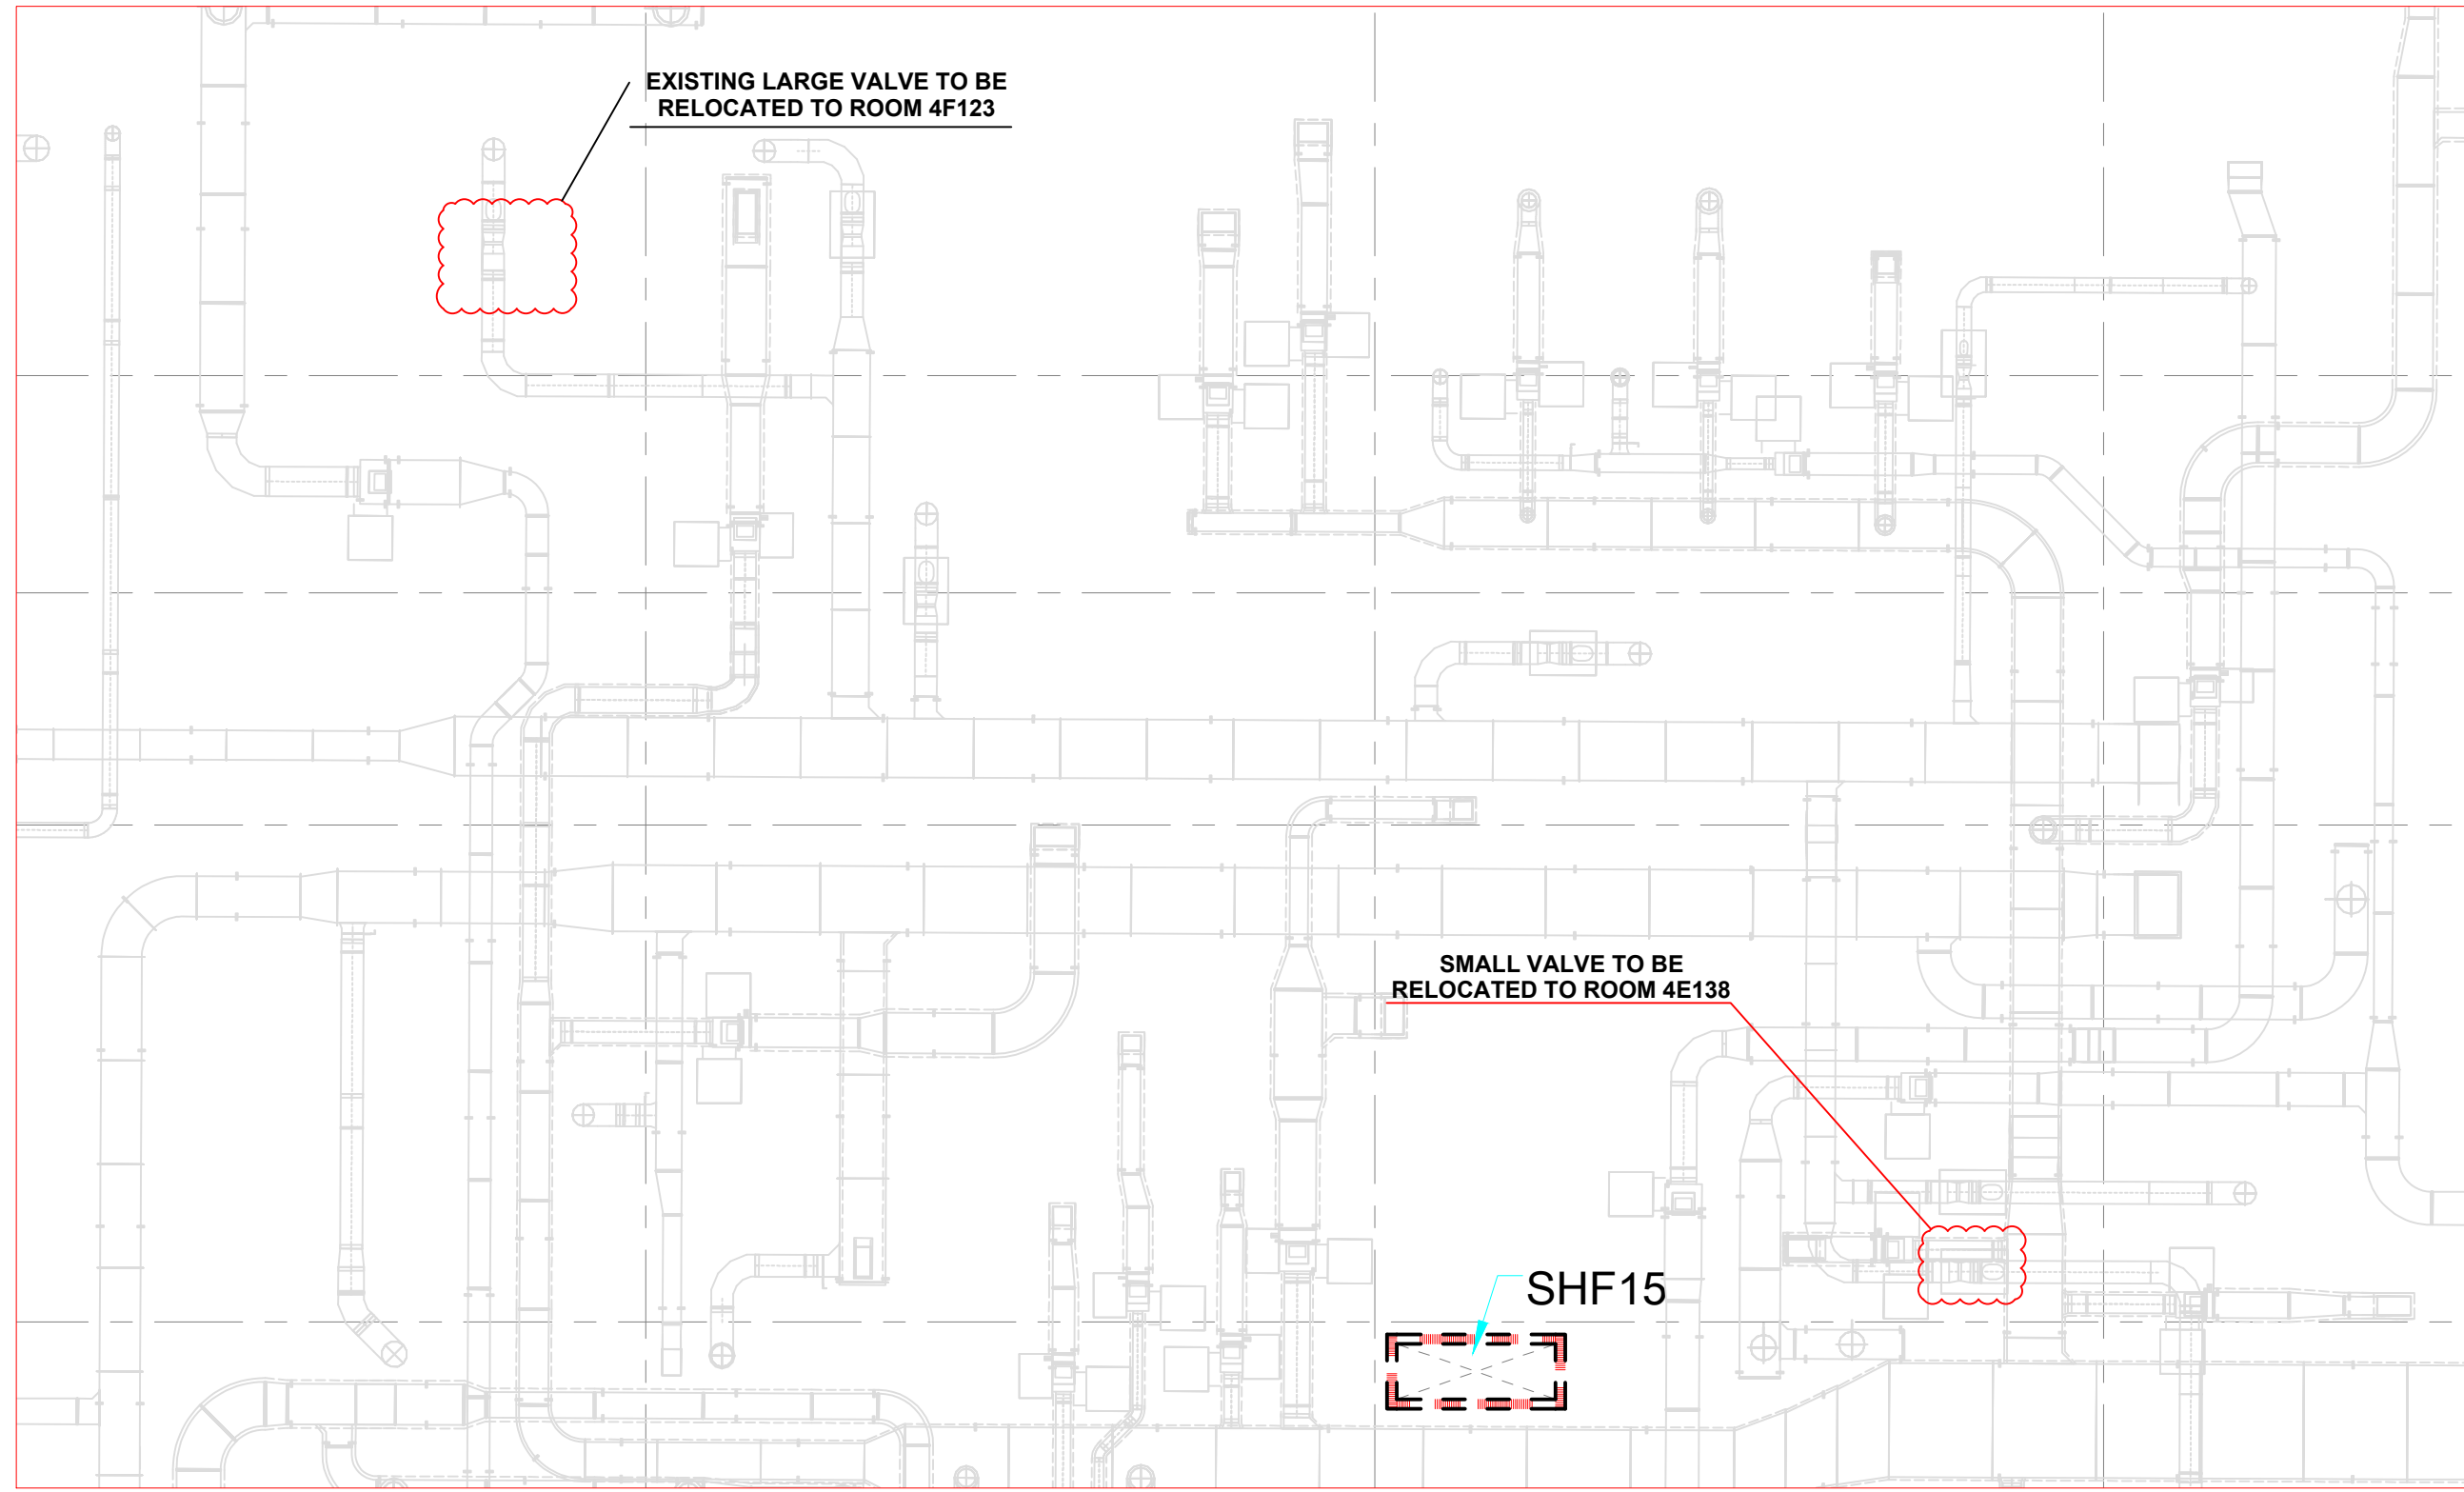 EXISTING LARGE VALVE TO BE
RELOCATED TO ROOM 4F123
SMALL VALVE TO BE
RELOCATED TO ROOM 4E138
SHF15